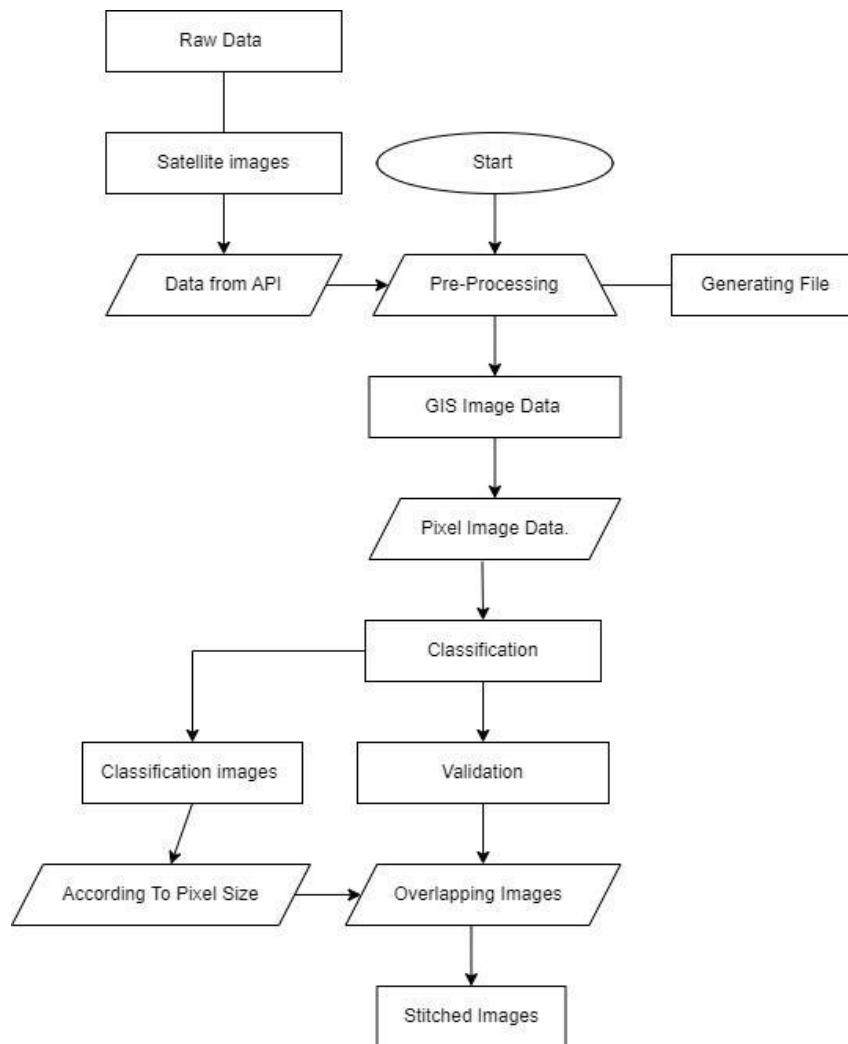 Raw Data
Satellite images
Start
Data from API
Pre-Processing
Generating File
GIS Image Data
Pixel Image Data.
Classification
Classification images
Validation
According To Pixel Size
Overlapping Images
Stitched Images